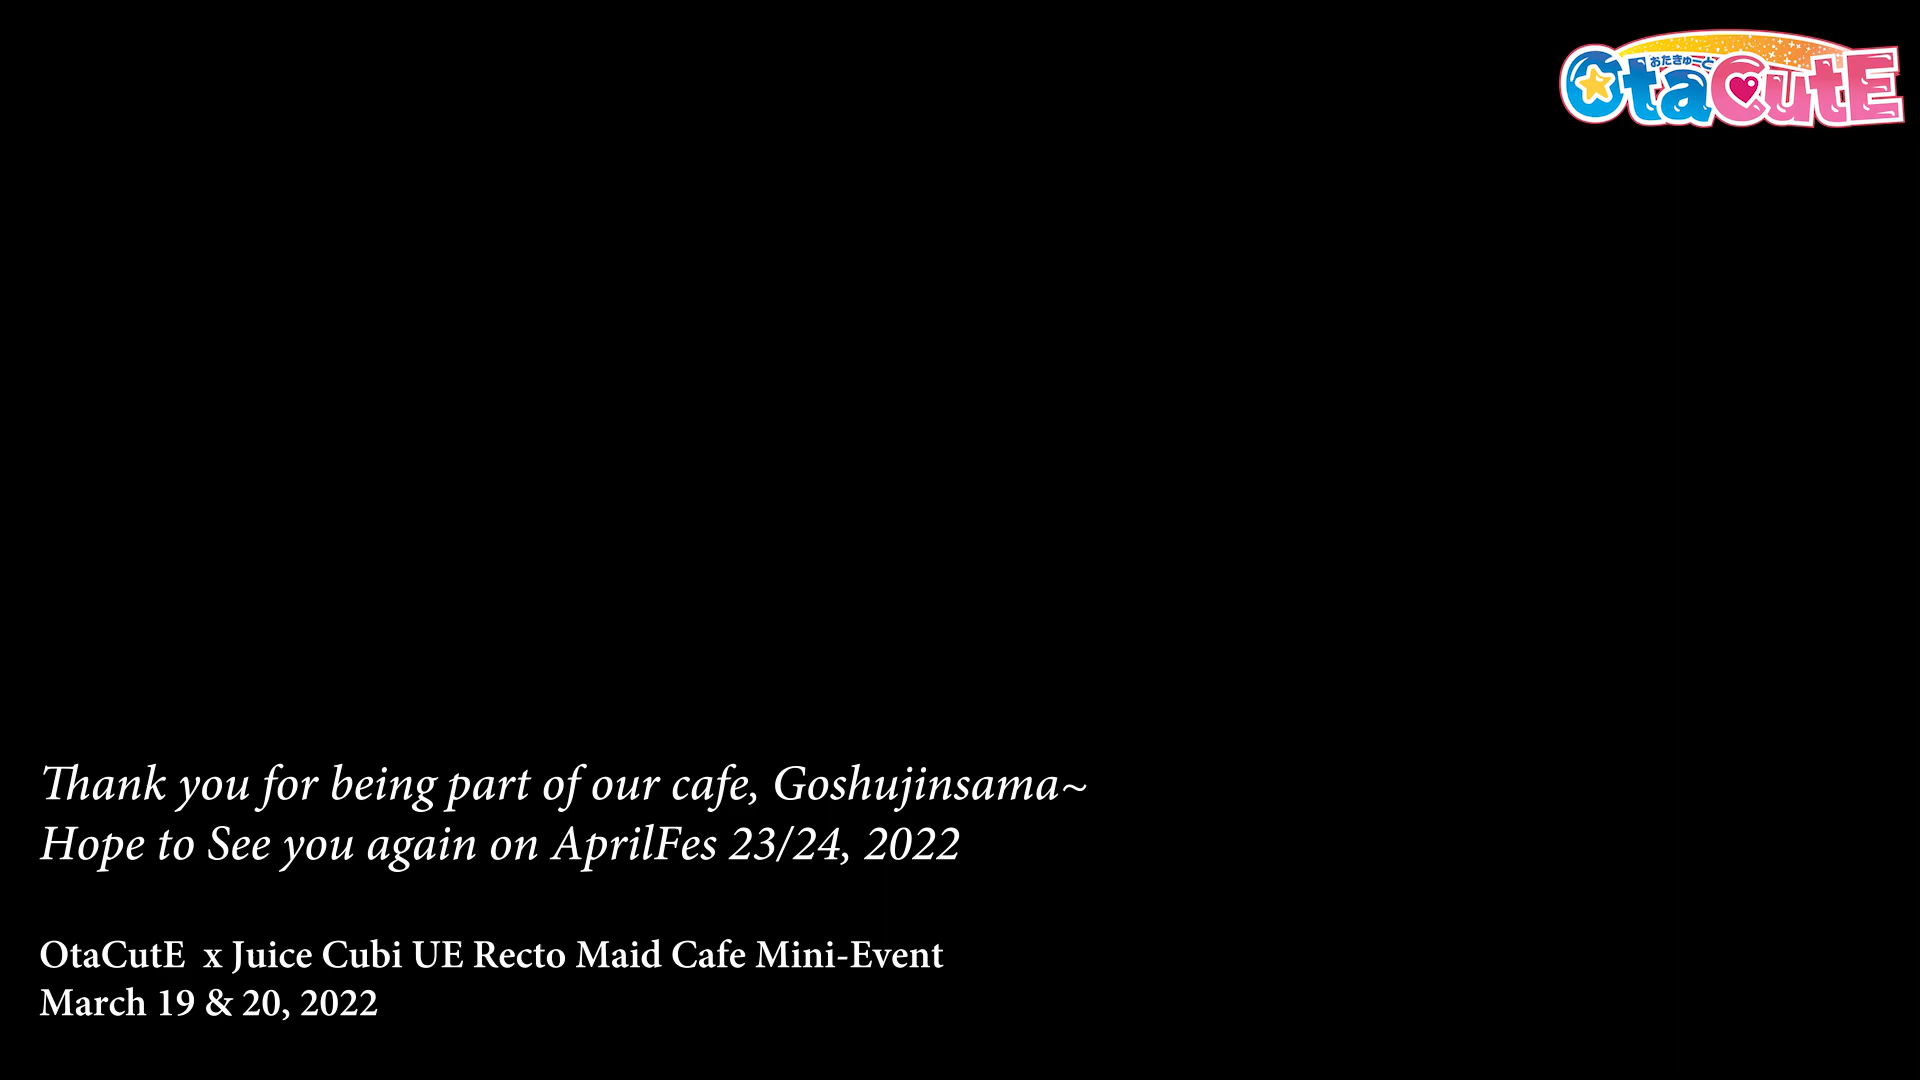 おたきゅーと
OtaCutE
Thank you for being part of our cafe, Goshujinsama~
Hope to See you again on AprilFes 23/24, 2022
OtaCutE  x Juice Cubi UE Recto Maid Cafe Mini-Event
March 19 & 20, 2022